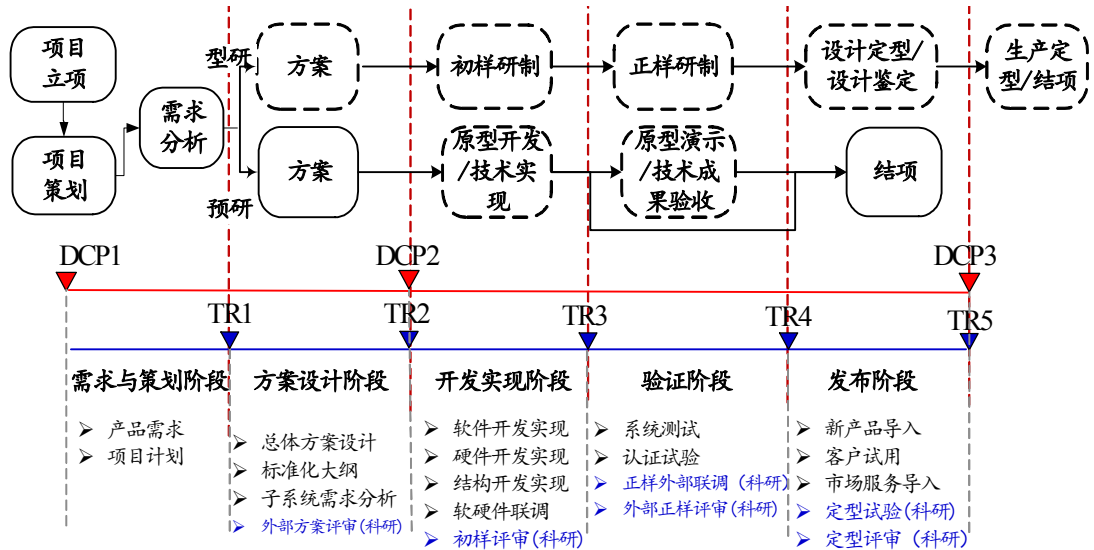 项目
立项
项目
策划
需求
分析
型研
预研
方案
初样研制
正样研制
设计定型/
设计鉴定
生产定
型/结项
方案
原型开发
/技术实
现
原型演示
/技术成
果验收
结项
DCP1
DCP2
DCP3
TR1
TR2
TR3
TR4
TR5
需求与策划阶段
方案设计阶段
开发实现阶段
验证阶段
发布阶段
➢ 产品需求
➢ 项目计划
➢ 总体方案设计
➢ 标准化大纲
➢ 子系统需求分析
➢ 外部方案评审(科研)
➢ 软件开发实现
➢ 硬件开发实现
➢ 结构开发实现
➢ 软硬件联调
➢ 初样评审(科研)
➢ 系统测试
➢ 认证试验
➢ 正样外部联调（科研)
➢ 外部正样评审(科研)
➢ 新产品导入
➢ 客户试用
➢ 市场服务导入
➢ 定型试验(科研)
➢ 定型评审（科研)